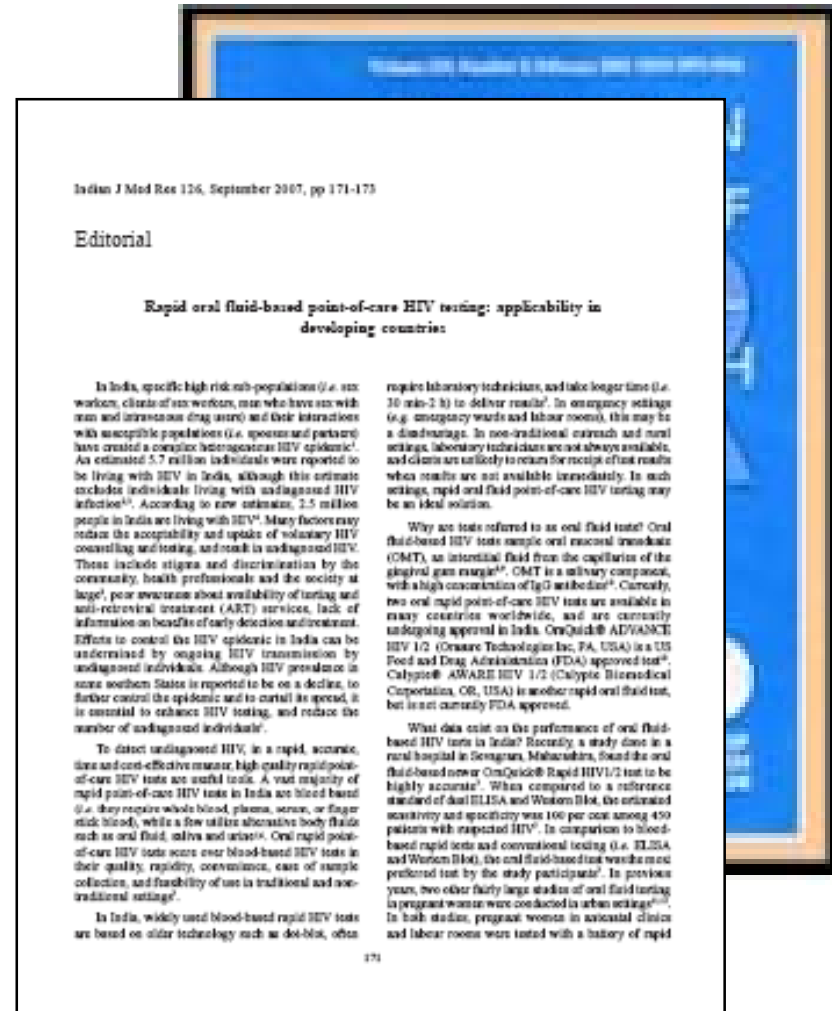 Indian J Med Res 126, September 2007, pp 171-173
Editorial
Rapid oral fluid-based point-of-care HIV testing: applicability in
developing countries
In India, specific high risk sub-populations (i.e. sex
workers, clients of sex workers, men who have sex with
men and intravenous drug users) and their interactions
with susceptible populations (i.e. spouses and partners)
have created a complex heterogeneous HIV epidemic
An estimated 5.7 million individuals were reported to
be living with HIV in India, although this estimate
excludes individuals living with undiagnosed HIV
infection. According to new estimates, 2.5 million
people in India are living with HIV. Many factors may
reduce the acceptability and uptake of voluntary HIV
counselling and testing, and result in undiagnosed HIV.
These include stigma and discrimination by the
community, health professionals and the society at
large, poor awareness about availability of testing and
anti-retroviral treatment (ART) services, lack of
information on benefits of early detection and treatment.
Efforts to control the HIV epidemic in India can be
undermined by ongoing HIV transmission by
undiagnosed individuals. Although HIV prevalence in
some southern States is reported to be on a decline, to
further control the epidemic and to curtail its spread, it
is essential to enhance HIV testing, and reduce the
number of undiagnosed individuals
To detect undiagnosed HIV, in a rapid, accurate,
time and cost-effective manner, high quality rapid point-
of-care HIV tests are useful tools. A vast majority of
rapid point-of-care HIV tests in India are blood based
(i.e. they require whole blood, plasma, serum, or finger
stick blood), while a few utilize alternative body fluids
such as oral fluid, saliva and urine. Oral rapid point-
of-care HIV tests score over blood-based HIV tests in
their quality, rapidity, convenience, ease of sample
collection, and feasibility of use in traditional and non-
traditional settings
In India, widely used blood-based rapid HIV tests
are based on older technology such as dot-blot, often
require laboratory technicians, and take longer time (i.e.
30 min-2 h) to deliver results. In emergency settings
(e.g. emergency wards and labour rooms), this may be
a disadvantage. In non-traditional outreach and rural
settings, laboratory technicians are not always available,
and clients are unlikely to return for receipt of test results
when results are not available immediately. In such
settings, rapid oral fluid point-of-care HIV testing may
be an ideal solution.
Why are tests referred to as oral fluid tests? Oral
fluid-based HIV tests sample oral mucosal transudate
(OMT), an interstitial fluid from the capillaries of the
gingival gum margin. OMT is a salivary component,
with a high concentration of IgG antibodies. Currently,
two oral rapid point-of-care HIV tests are available in
many countries worldwide, and are currently
undergoing approval in India. OraQuick® ADVANCE
HIV 1/2 (Orasure Technologies Inc, PA, USA) is a US
Food and Drug Administration (FDA) approved test
Calypte® AWARE HIV 1/2 (Calypte Biomedical
Corportation, OR, USA) is another rapid oral fluid test,
but is not currently FDA approved.
What data exist on the performance of oral fluid-
based HIV tests in India? Recently, a study done in a
rural hospital in Sevagram, Maharashtra, found the oral
fluid-based newer OraQuick® Rapid HIV1/2 test to be
highly accurate. When compared to a reference
standard of dual ELISA and Western Blot, the estimated
sensitivity and specificity was 100 per cent among 450
patients with suspected HIV. In comparison to blood-
based rapid tests and conventional testing (i.e. ELISA
and Western Blot), the oral fluid-based test was the most
preferred test by the study participants. In previous
years, two other fairly large studies of oral fluid testing
in pregnant women were conducted in urban settings
In both studies, pregnant women in antenatal clinics
and labour rooms were tested with a battery of rapid
171